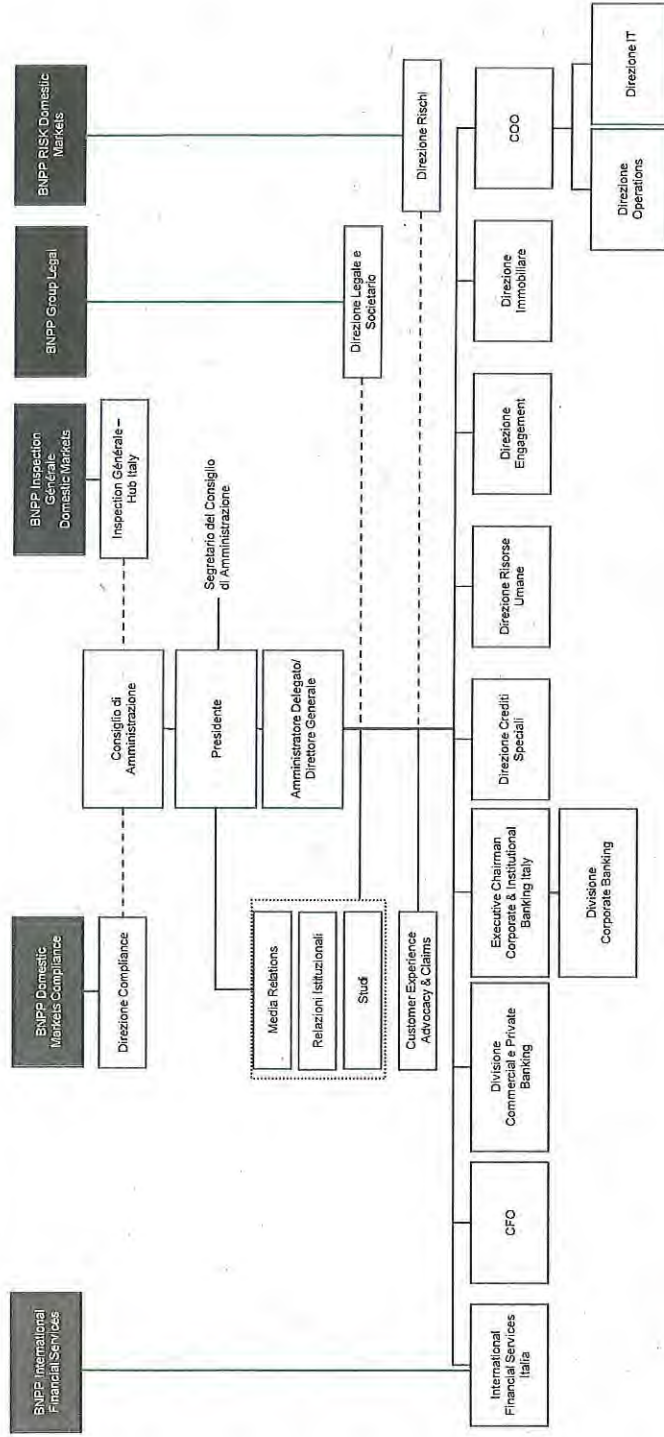 BNPP International
Financial Services
BNPP Domestic
Markets Compliance
BNPP Inspection
Générale
Domestic Markets
BNPP Group Legal
BNPP RISK Domestic
Markets
Direzione Compliance
Consiglio di
Amministrazione
Inspection Générale –
Hub Italy
Presidente
Segretario del Consiglio
di Amministrazione
Amministratore Delegato/
Direttore Generale
Media Relations
Relazioni Istituzionali
Studi
Direzione Legale e
Societario
Customer Experience
Advocacy & Claims
Direzione Rischi
International
Financial Services
Italia
CFO
Divisione
Commercial e Private
Banking
Executive Chairman
Corporate & Institutional
Banking Italy
Direzione Crediti
Speciali
Direzione Risorse
Umane
Direzione
Engagement
Direzione
Immobiliare
COO
Divisione
Corporate Banking
Direzione
Operations
Direzione IT